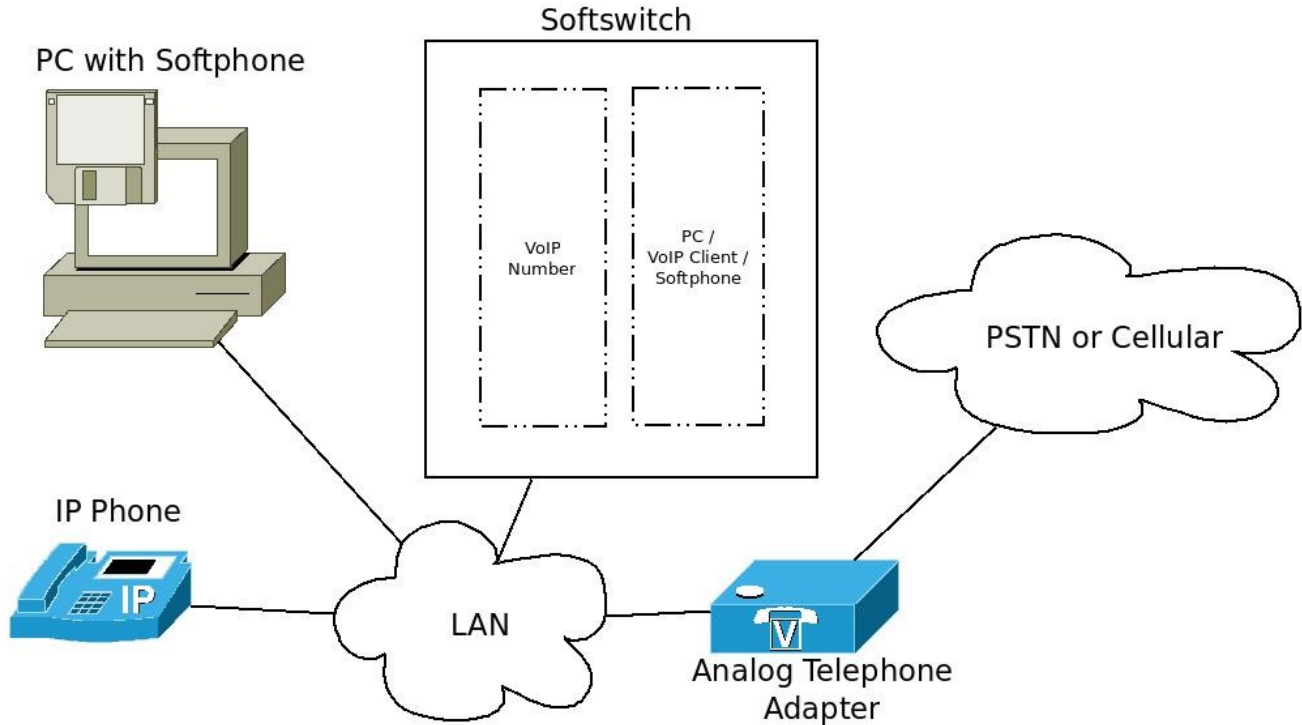 Softswitch
PC with Softphone
VoIP
Number
PC /
VoIP Client /
Softphone
PSTN or Cellular
IP Phone
IP
LAN
V
Analog Telephone
Adapter